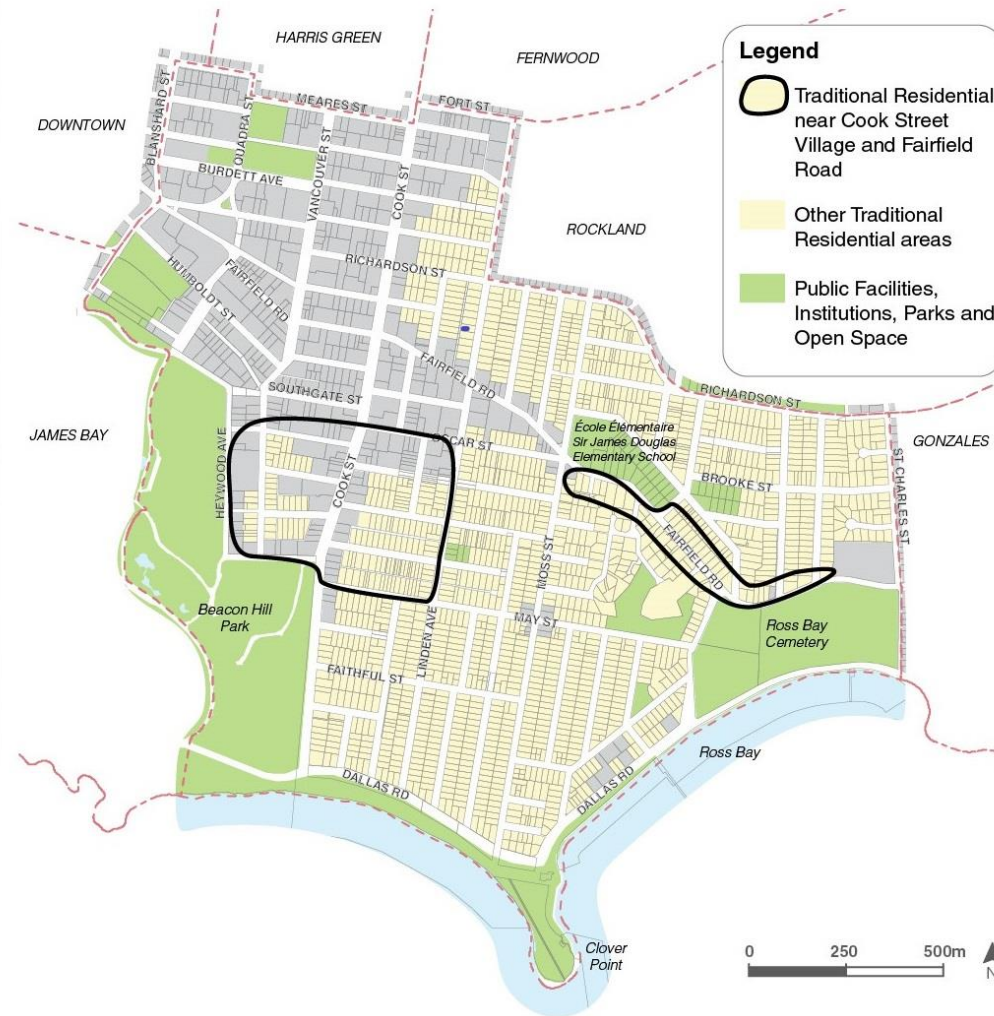 HARRIS GREEN
FERNWOOD
DOWNTOWN
ROCKLAND
JAMES BAY
GONZALES
BLANSHARD ST
QUADRA ST
MEARES ST
FORT ST
VANCOUVER ST
COOK ST
BURDETT AVE
RICHARDSON ST
HUMBOLDT ST
FAIRFIELD RD
FAIRFIELD RD
SOUTHGATE ST
OSCAR ST
HEYWOOD AVE
COOK ST
École Élémentaire
Sir James Douglas
Elementary School
RICHARDSON ST
BROOKE ST
ST CHARLES ST
MOSS ST
FAIRFIELD RD
Beacon Hill
Park
LINDEN AVE
MAY ST
Ross Bay
Cemetery
FAITHFUL ST
DALLAS RD
DALLAS RD
Ross Bay
Clover
Point
Legend
Traditional Residential
near Cook Street
Village and Fairfield
Road
Other Traditional
Residential areas
Public Facilities,
Institutions, Parks and
Open Space
0 250 500m
N